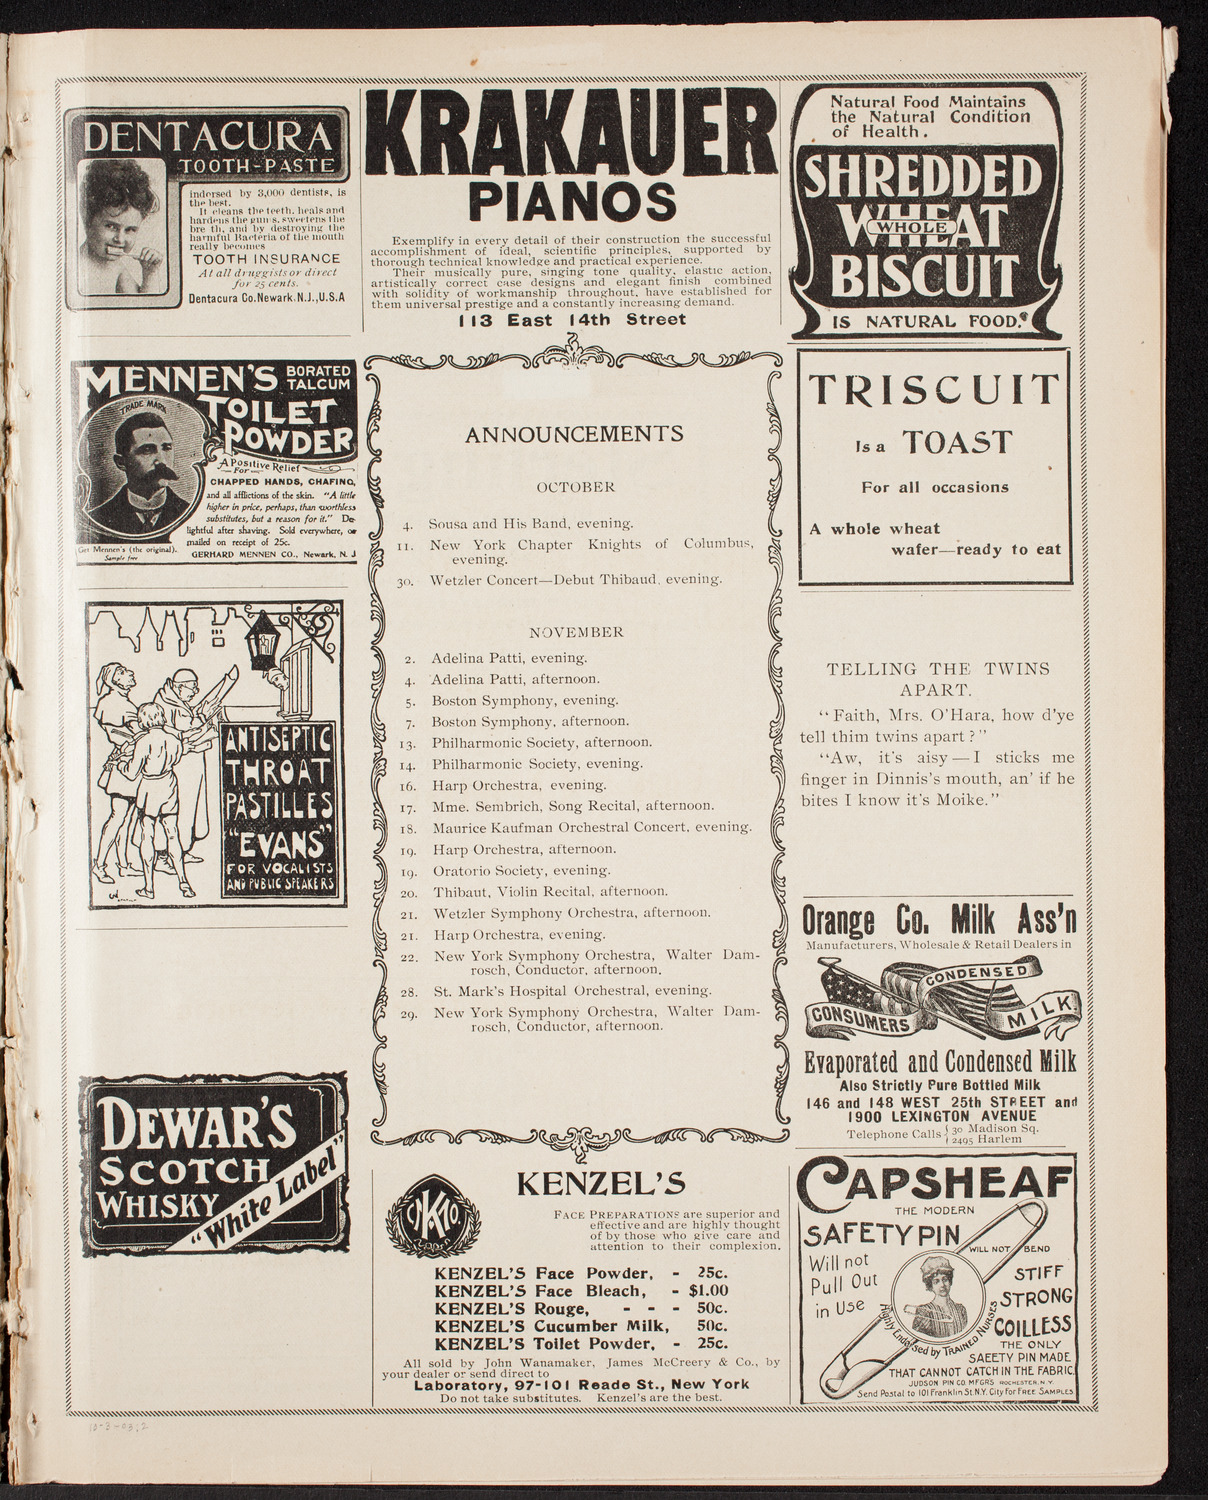 DENTACURA
TOOTH-PASTE
indorsed by 3,000 dentists, is
the best.
It cleans the teeth, heals and
hardens the gum s, sweetens the
bre th, and by destroying the
harmful Bacteria of the mouth
really becomes
TOOTH INSURANCE
At all druggists or direct
for 25 cents.
Dentacura Co. Newark. N.J., U.S.A
MENNEN'S BORATED
TALCUM
TOILET
POWDER
TRADE MARK
A Positive Relief
For
CHAPPED HANDS, CHAFING,
and all afflictions of the skin. "A little
higher in price, perhaps, than worthless
substitutes, but a reason for it." De-
lightful after shaving. Sold everywhere, or
mailed on receipt of 25c.
Get Mennen's (the original).
Sample free
GERHARD MENNEN CO., Newark, N. J
ANTISEPTIC
THROAT
PASTILLES
"EVANS"
FOR VOCALISTS
AND PUBLIC SPEAKERS
DEWAR'S
SCOTCH
WHISKY
"White Label"
KRAKAUER
PIANOS
Exemplify in every detail of their construction the successful
accomplishment of ideal, scientific principles, supported by
thorough technical knowledge and practical experience.
Their musically pure, singing tone quality, elastic action,
artistically correct case designs and elegant finish combined
with solidity of workmanship throughout, have established for
them universal prestige and a constantly increasing demand.
113 East 14th Street
ANNOUNCEMENTS
OCTOBER
4. Sousa and His Band, evening.
11. New York Chapter Knights of Columbus,
evening.
30. Wetzler Concert—Debut Thibaud, evening.
NOVEMBER
2. Adelina Patti, evening.
4. Adelina Patti, afternoon.
5. Boston Symphony, evening.
7. Boston Symphony, afternoon.
13. Philharmonic Society, afternoon.
14. Philharmonic Society, evening.
16. Harp Orchestra, evening.
17. Mme. Sembrich, Song Recital, afternoon.
18. Maurice Kaufman Orchestral Concert, evening.
19. Harp Orchestra, afternoon.
19. Oratorio Society, evening.
20. Thibaut, Violin Recital, afternoon.
21. Wetzler Symphony Orchestra, afternoon.
21. Harp Orchestra, evening.
22. New York Symphony Orchestra, Walter Dam-
rosch, Conductor, afternoon.
28. St. Mark's Hospital Orchestral, evening.
29. New York Symphony Orchestra, Walter Dam-
rosch, Conductor, afternoon.
KENZEL'S
FACE PREPARATIONS are superior and
effective and are highly thought
of by those who give care and
attention to their complexion.
KENZEL'S Face Powder, - 25c.
KENZEL'S Face Bleach, - $1.00
KENZEL'S Rouge, - - - 50c.
KENZEL'S Cucumber Milk, 50c.
KENZEL'S Toilet Powder, - 25c.
All sold by John Wanamaker, James McCreery & Co., by
your dealer or send direct to
Laboratory, 97-101 Reade St., New York
Do not take substitutes. Kenzel's are the best.
Natural Food Maintains
the Natural Condition
of Health.
SHREDDED
WHEAT
WHOLE
BISCUIT
IS NATURAL FOOD.
TRISCUIT
Is a TOAST
For all occasions
A whole wheat
wafer—ready to eat
TELLING THE TWINS
APART.
"Faith, Mrs. O'Hara, how d'ye
tell thim twins apart?"
"Aw, it's aisy—I sticks me
finger in Dinnis's mouth, an' if he
bites I know it's Moike."
Orange Co. Milk Ass'n
Manufacturers, Wholesale & Retail Dealers in
CONSUMERS
CONDENSED
MILK
Evaporated and Condensed Milk
Also Strictly Pure Bottled Milk
146 and 148 WEST 25th STREET and
1900 LEXINGTON AVENUE
Telephone Calls { 30 Madison Sq.
2495 Harlem
CAPSHEAF
THE MODERN
SAFETY PIN
WILL NOT BEND
Will not
Pull Out
in Use
STIFF
STRONG
COILLESS
Highly Endorsed by TRAINED NURSES
THE ONLY
SAFETY PIN MADE
THAT CANNOT CATCH IN THE FABRIC.
JUDSON PIN CO. MFGRS ROCHESTER, N.Y.
Send Postal to 101 Franklin St. N.Y. City for FREE SAMPLES
10-3-03;2